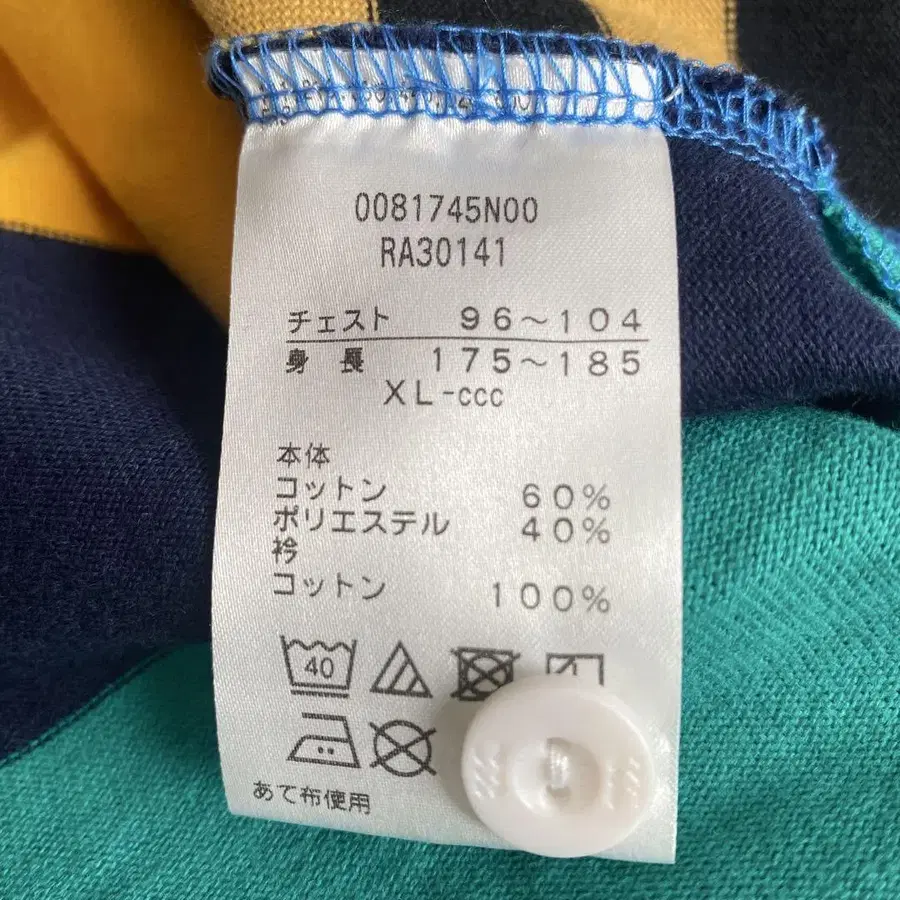 0081745N00
RA30141
チェスト 96～104
身長 175～185
XL-ccc
本体
コットン 60%
ポリエステル 40%
衿
コットン 100%
40
あて布使用